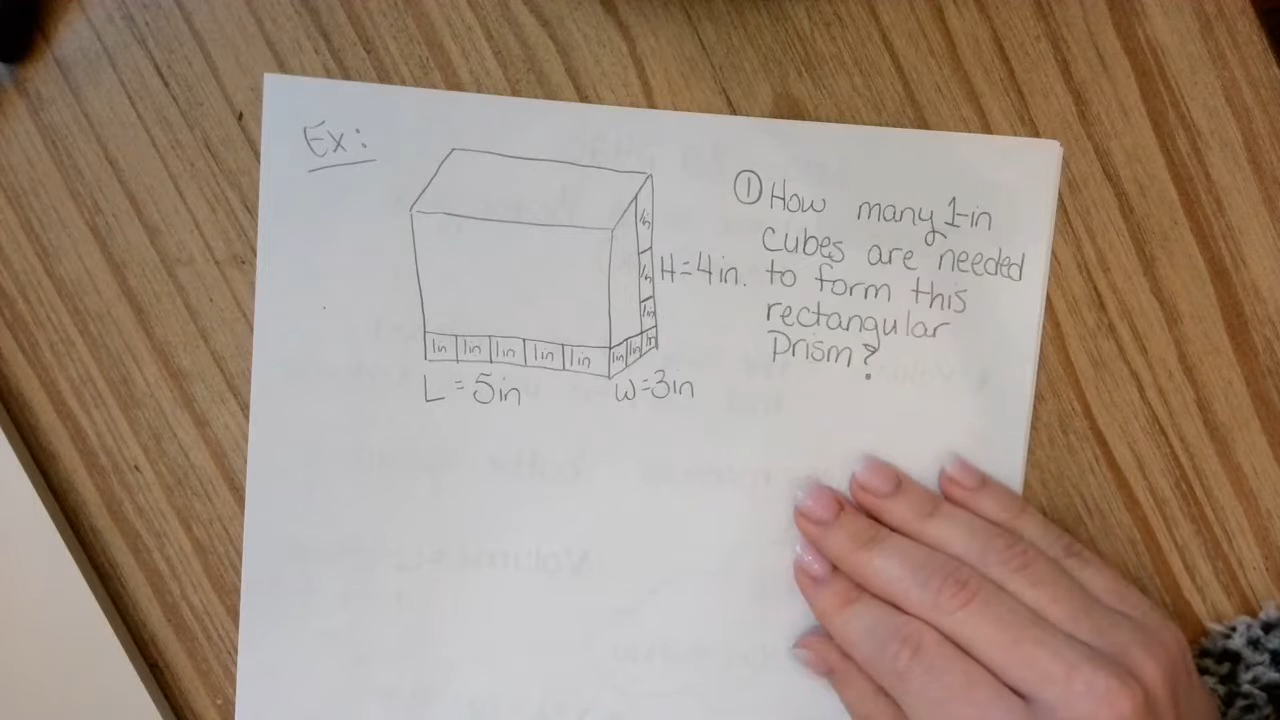 Ex:
① How many 1-in
cubes are needed
to form this
rectangular
Prism?
1in
1in
1in
H=4in.
1in 1in 1in 1in 1in 1in 1in 1in
L=5in
W=3in